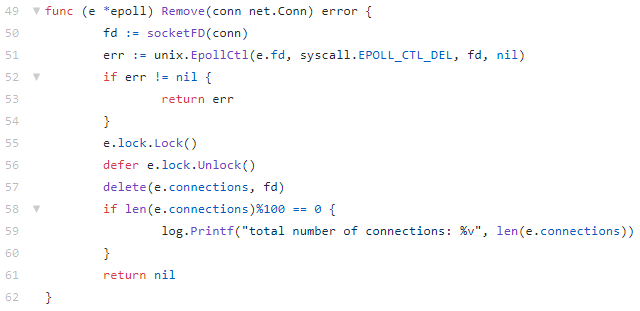 49 ▼ func (e *epoll) Remove(conn net.Conn) error {
50 fd := socketFD(conn)
51 err := unix.EpollCtl(e.fd, syscall.EPOLL_CTL_DEL, fd, nil)
52 ▼ if err != nil {
53 return err
54 }
55 e.lock.Lock()
56 defer e.lock.Unlock()
57 delete(e.connections, fd)
58 ▼ if len(e.connections)%100 == 0 {
59 log.Printf("total number of connections: %v", len(e.connections))
60 }
61 return nil
62 }